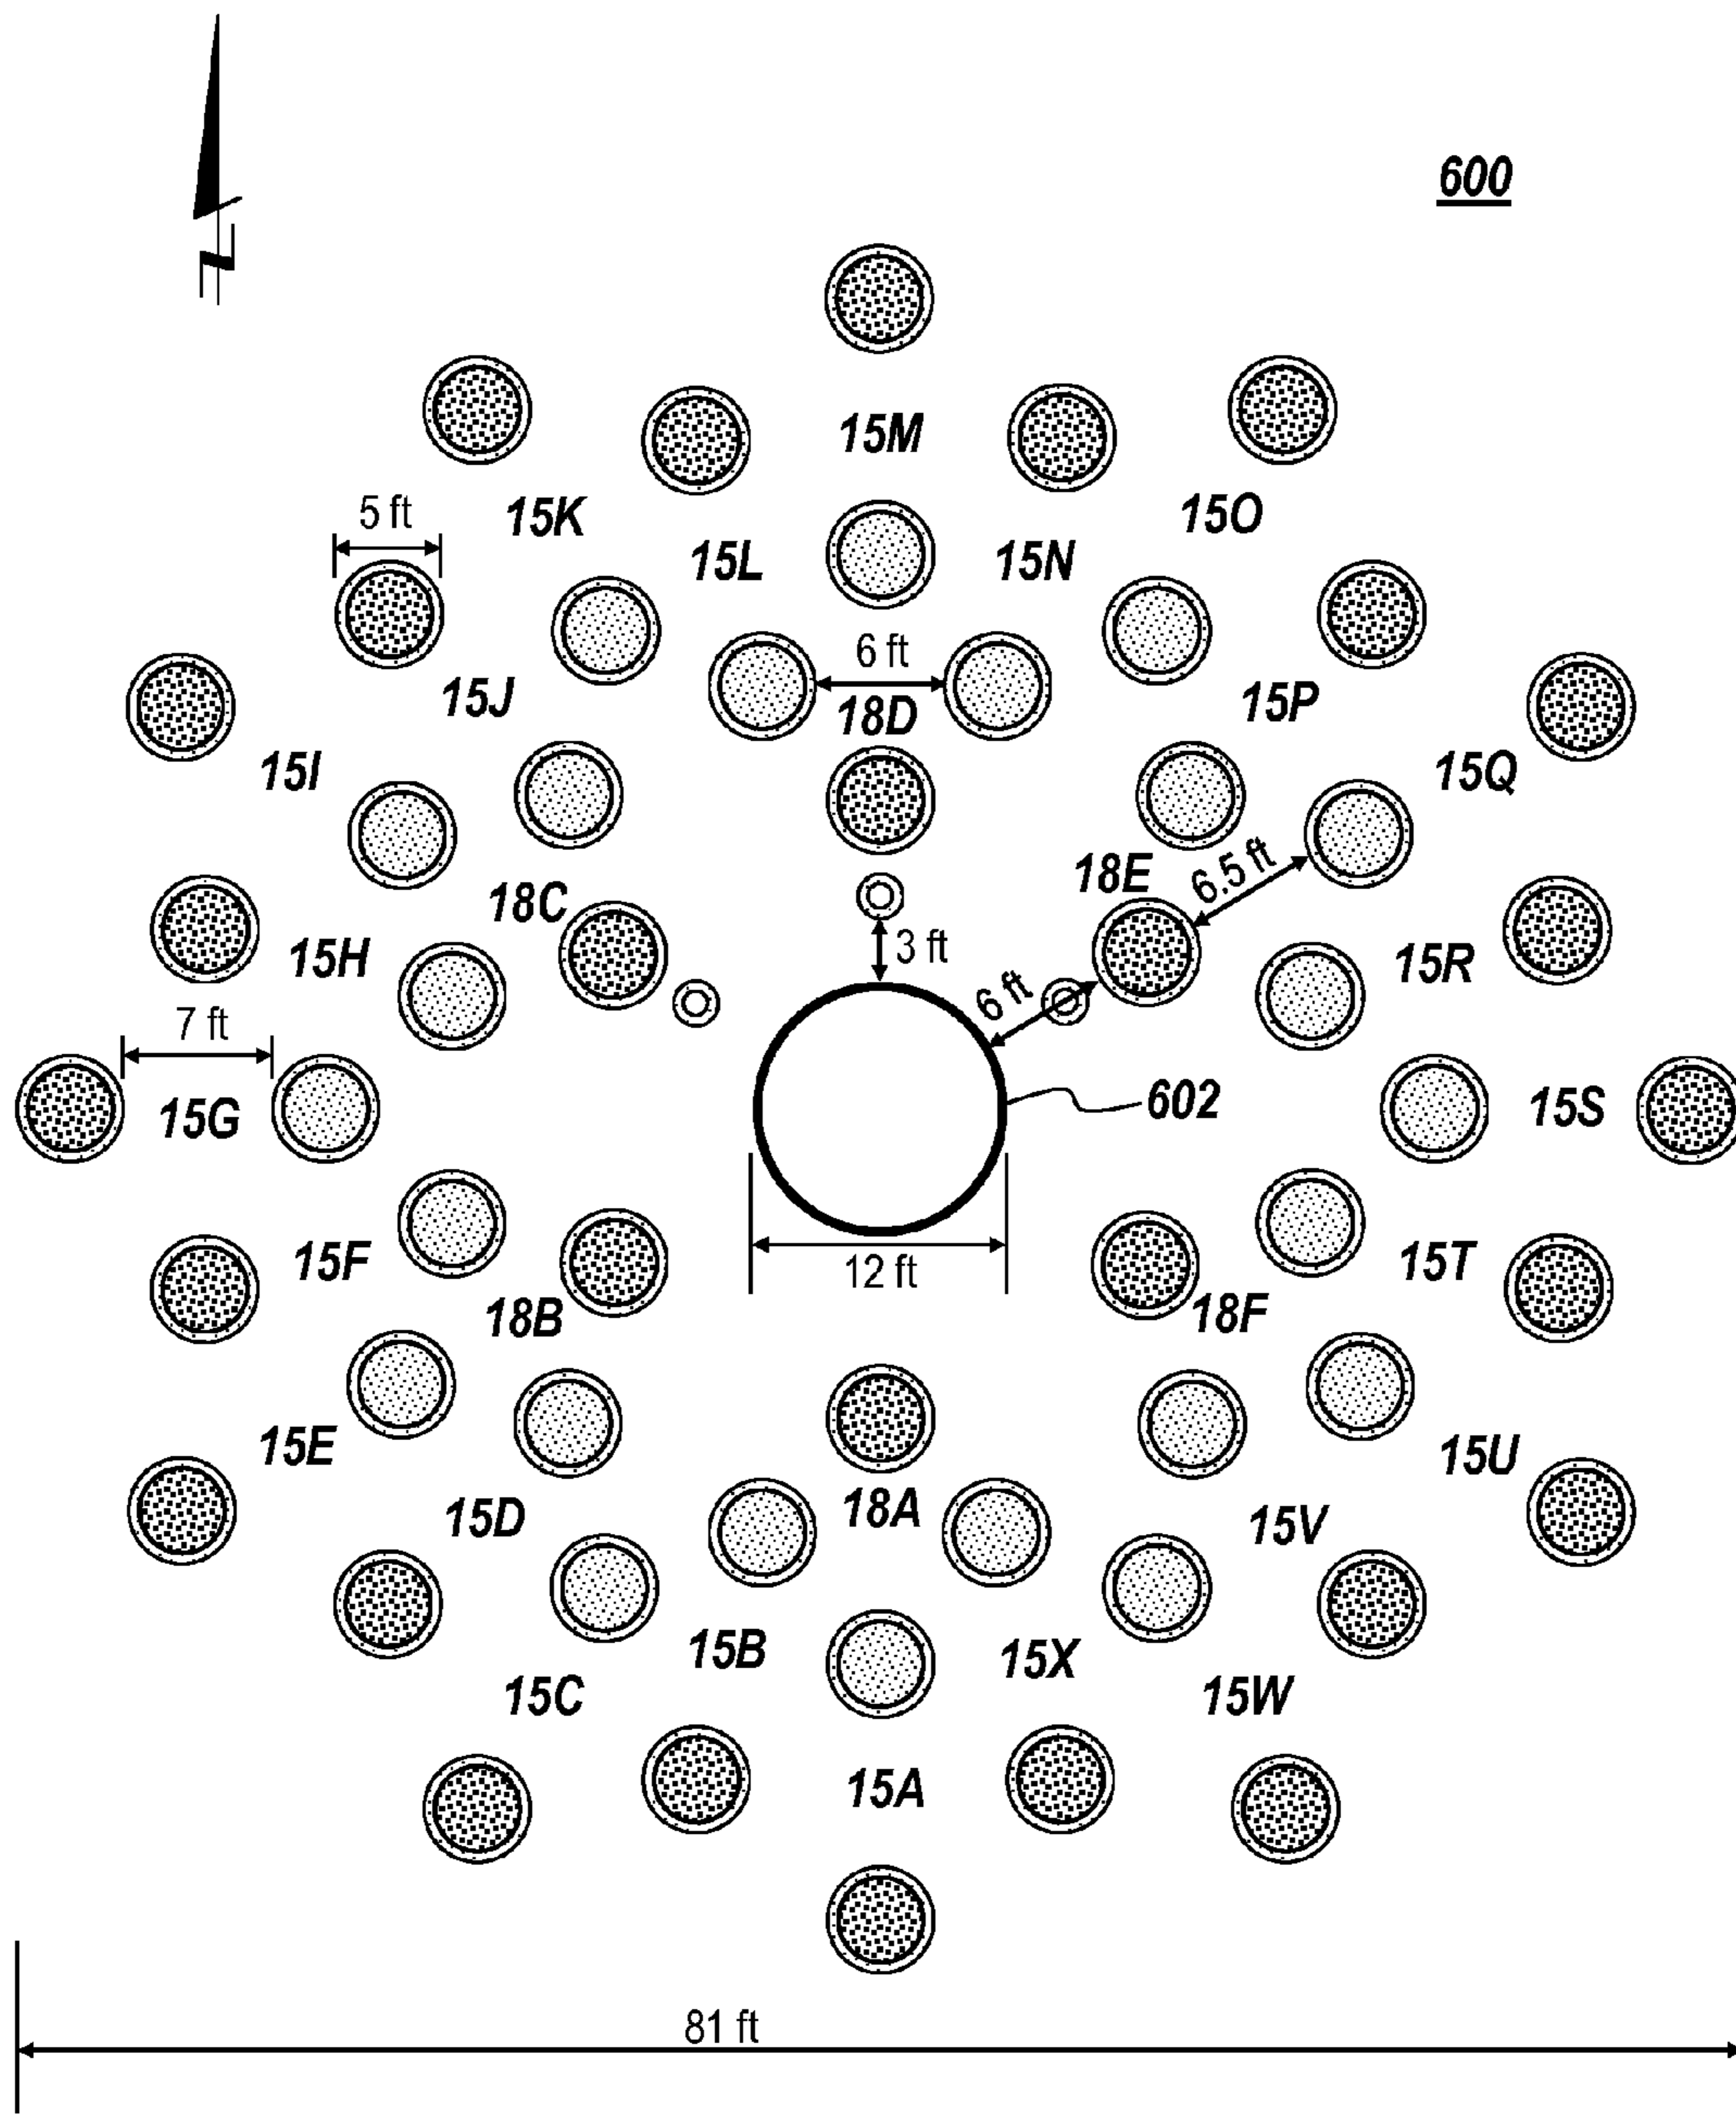 600
15M
5 ft
15K
15O
15L
15N
6 ft
15J
18D
15P
15I
15Q
18E
6.5 ft
18C
15H
3 ft
15R
6 ft
7 ft
15G
602
15S
15F
12 ft
15T
18B
18F
15E
15U
15D
18A
15V
15B
15X
15C
15W
15A
81 ft
N